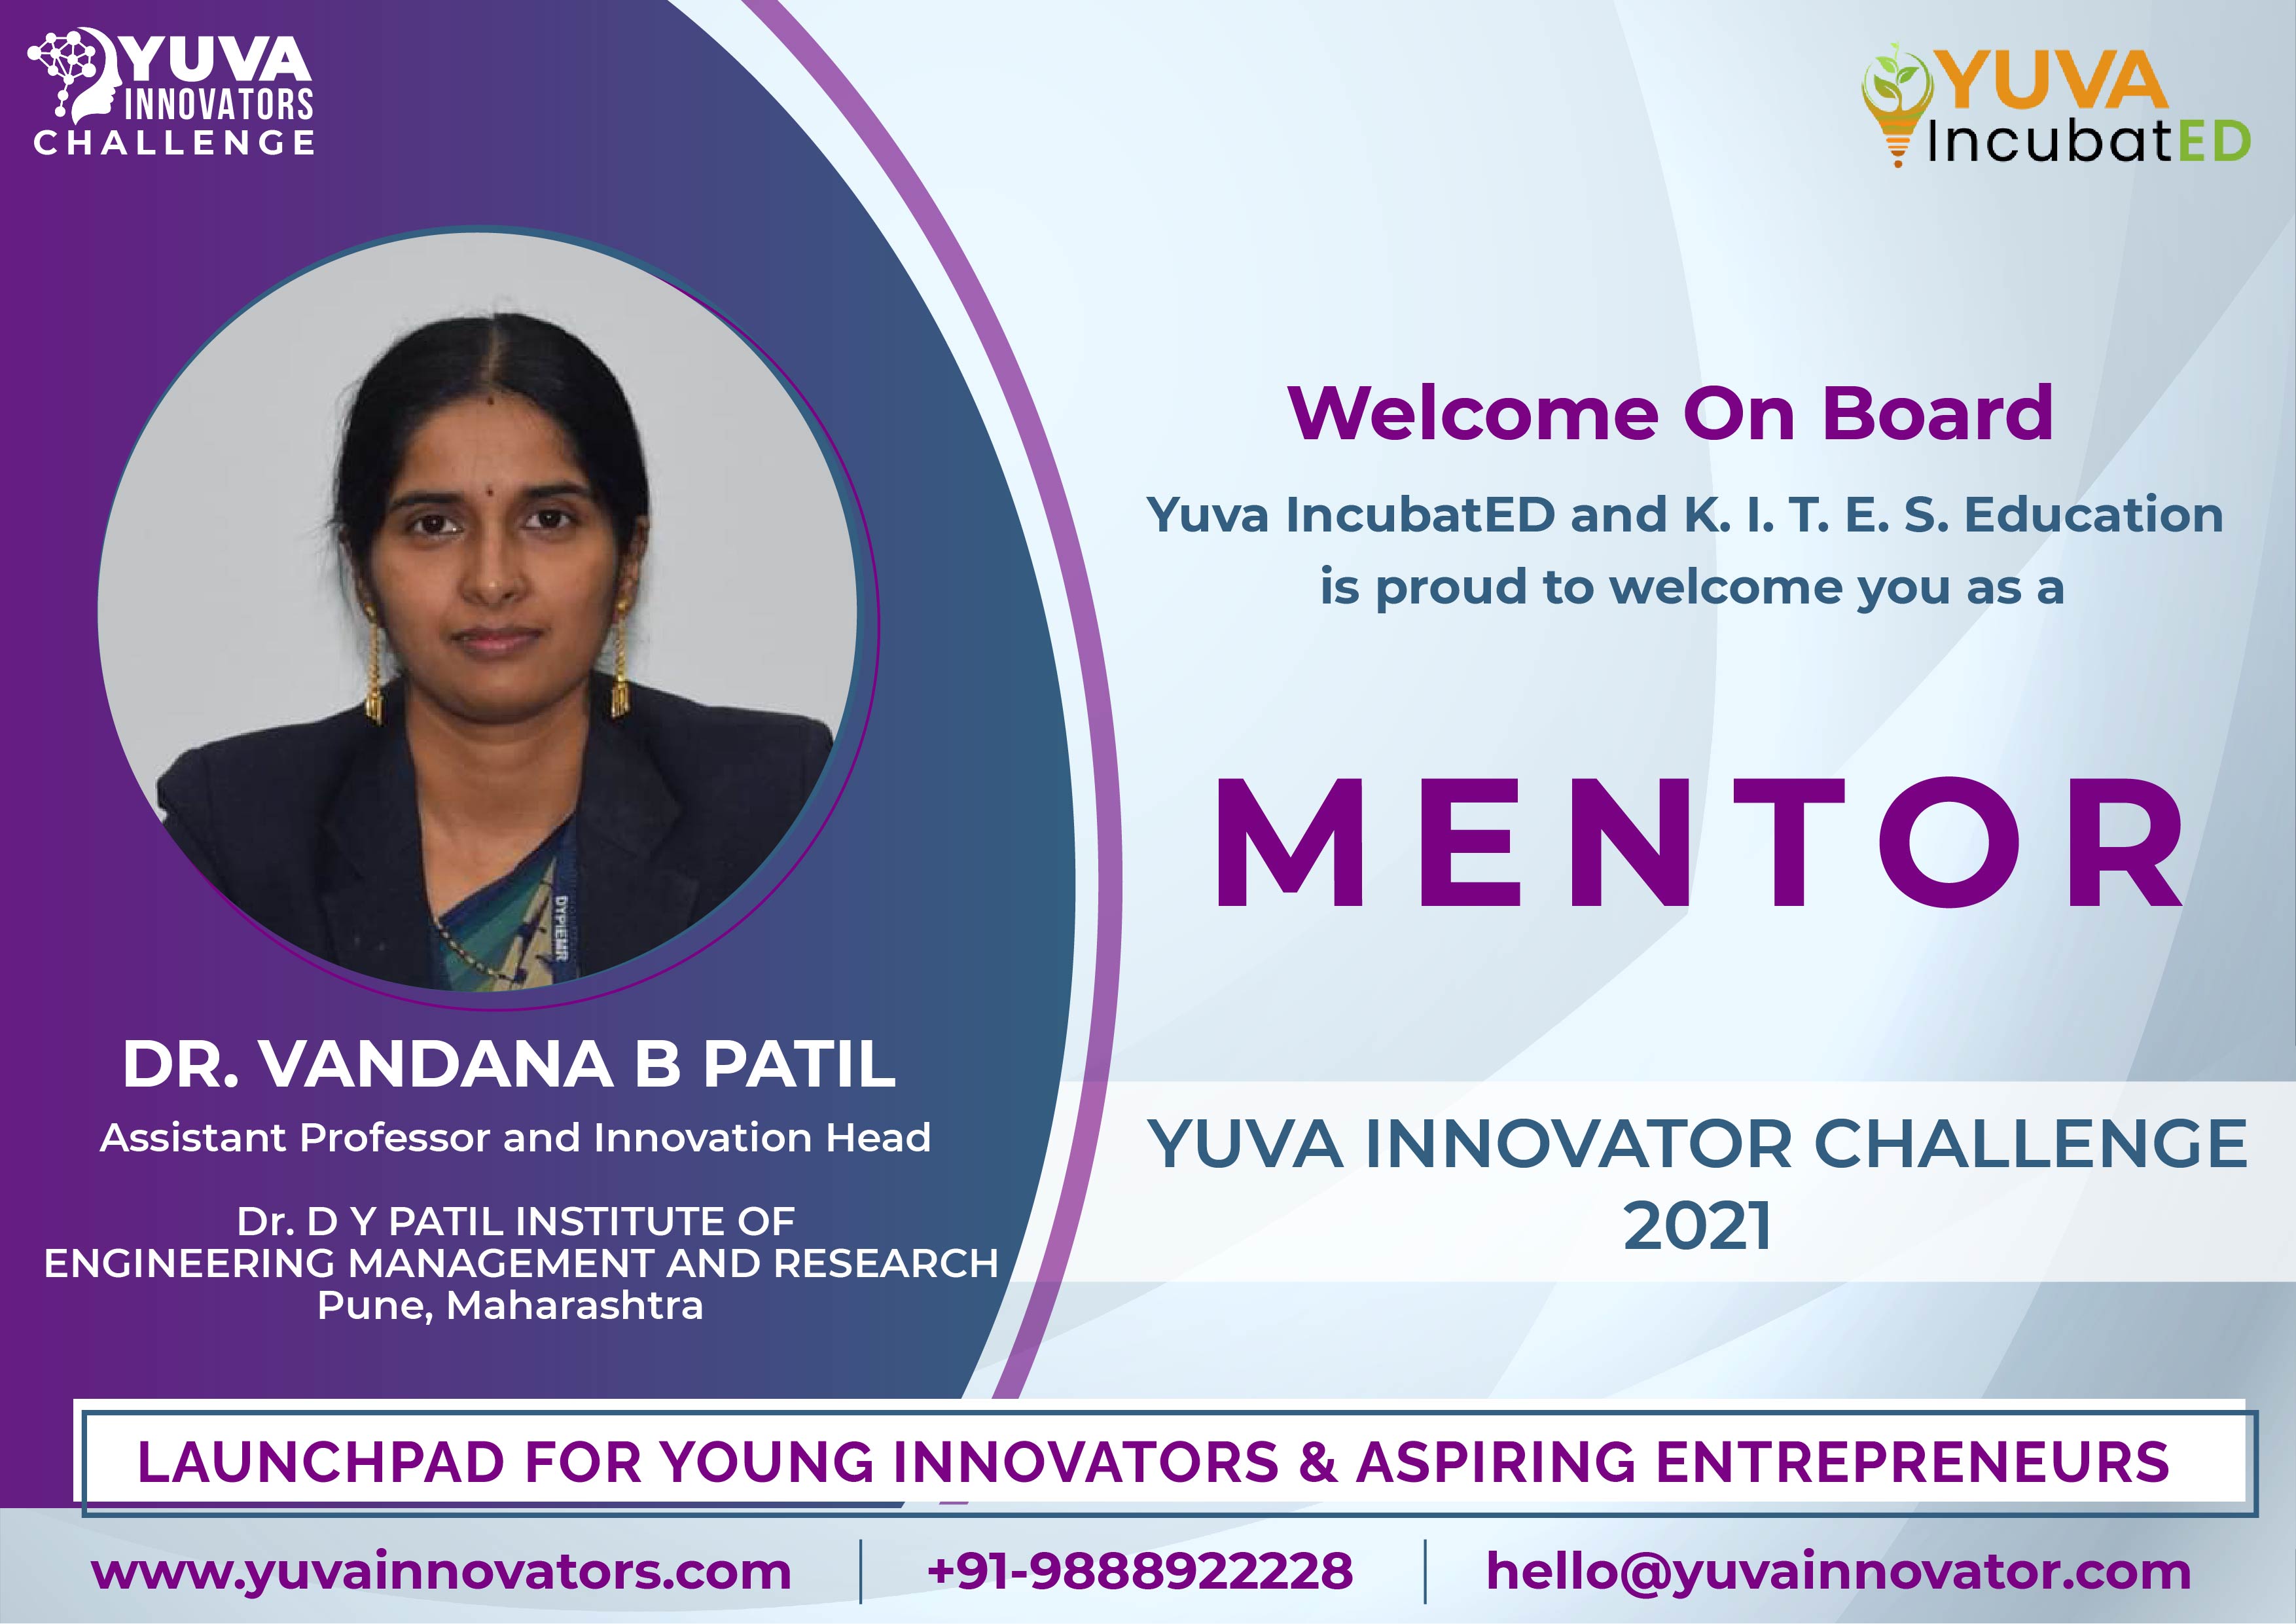 YUVA
INNOVATORS
CHALLENGE
YUVA
IncubatED
Welcome On Board
Yuva IncubatED and K. I. T. E. S. Education
is proud to welcome you as a
MENTOR
DYPIEMR
DR. VANDANA B PATIL
Assistant Professor and Innovation Head
Dr. D Y PATIL INSTITUTE OF
ENGINEERING MANAGEMENT AND RESEARCH
Pune, Maharashtra
YUVA INNOVATOR CHALLENGE
2021
LAUNCHPAD FOR YOUNG INNOVATORS & ASPIRING ENTREPRENEURS
www.yuvainnovators.com
+91-9888922228
hello@yuvainnovator.com